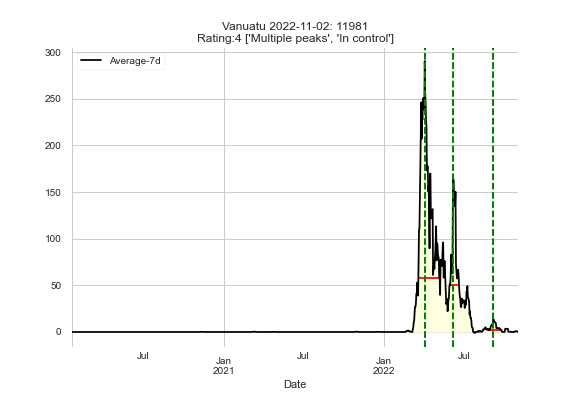 Vanuatu 2022-11-02: 11981
Rating:4 ['Multiple peaks', 'In control']
300
Average-7d
250
200
150
100
50
0
Jul
Jan
2021
Jul
Jan
2022
Jul
Date